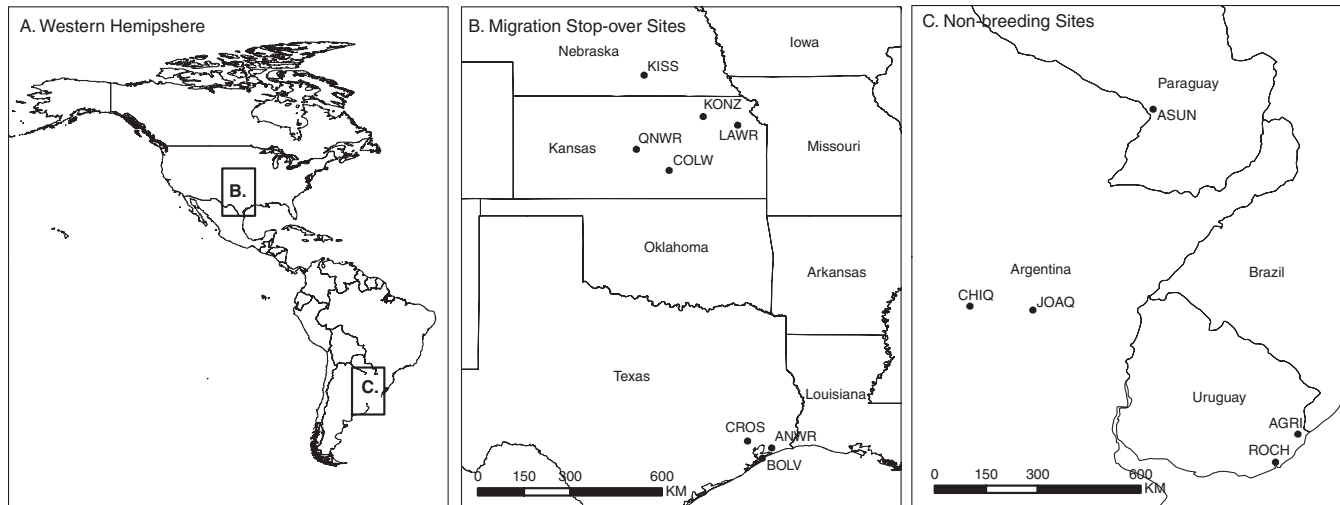 A. Western Hemipshere
B.
C.
B. Migration Stop-over Sites
Nebraska
Iowa
KISS
KONZ
LAWR
QNWR
Kansas
COLW
Missouri
Oklahoma
Arkansas
Texas
Louisiana
CROS
ANWR
BOLV
0 150 300 600
KM
C. Non-breeding Sites
Paraguay
ASUN
Argentina
Brazil
CHIQ
JOAQ
Uruguay
AGRI
ROCH
0 150 300 600
KM